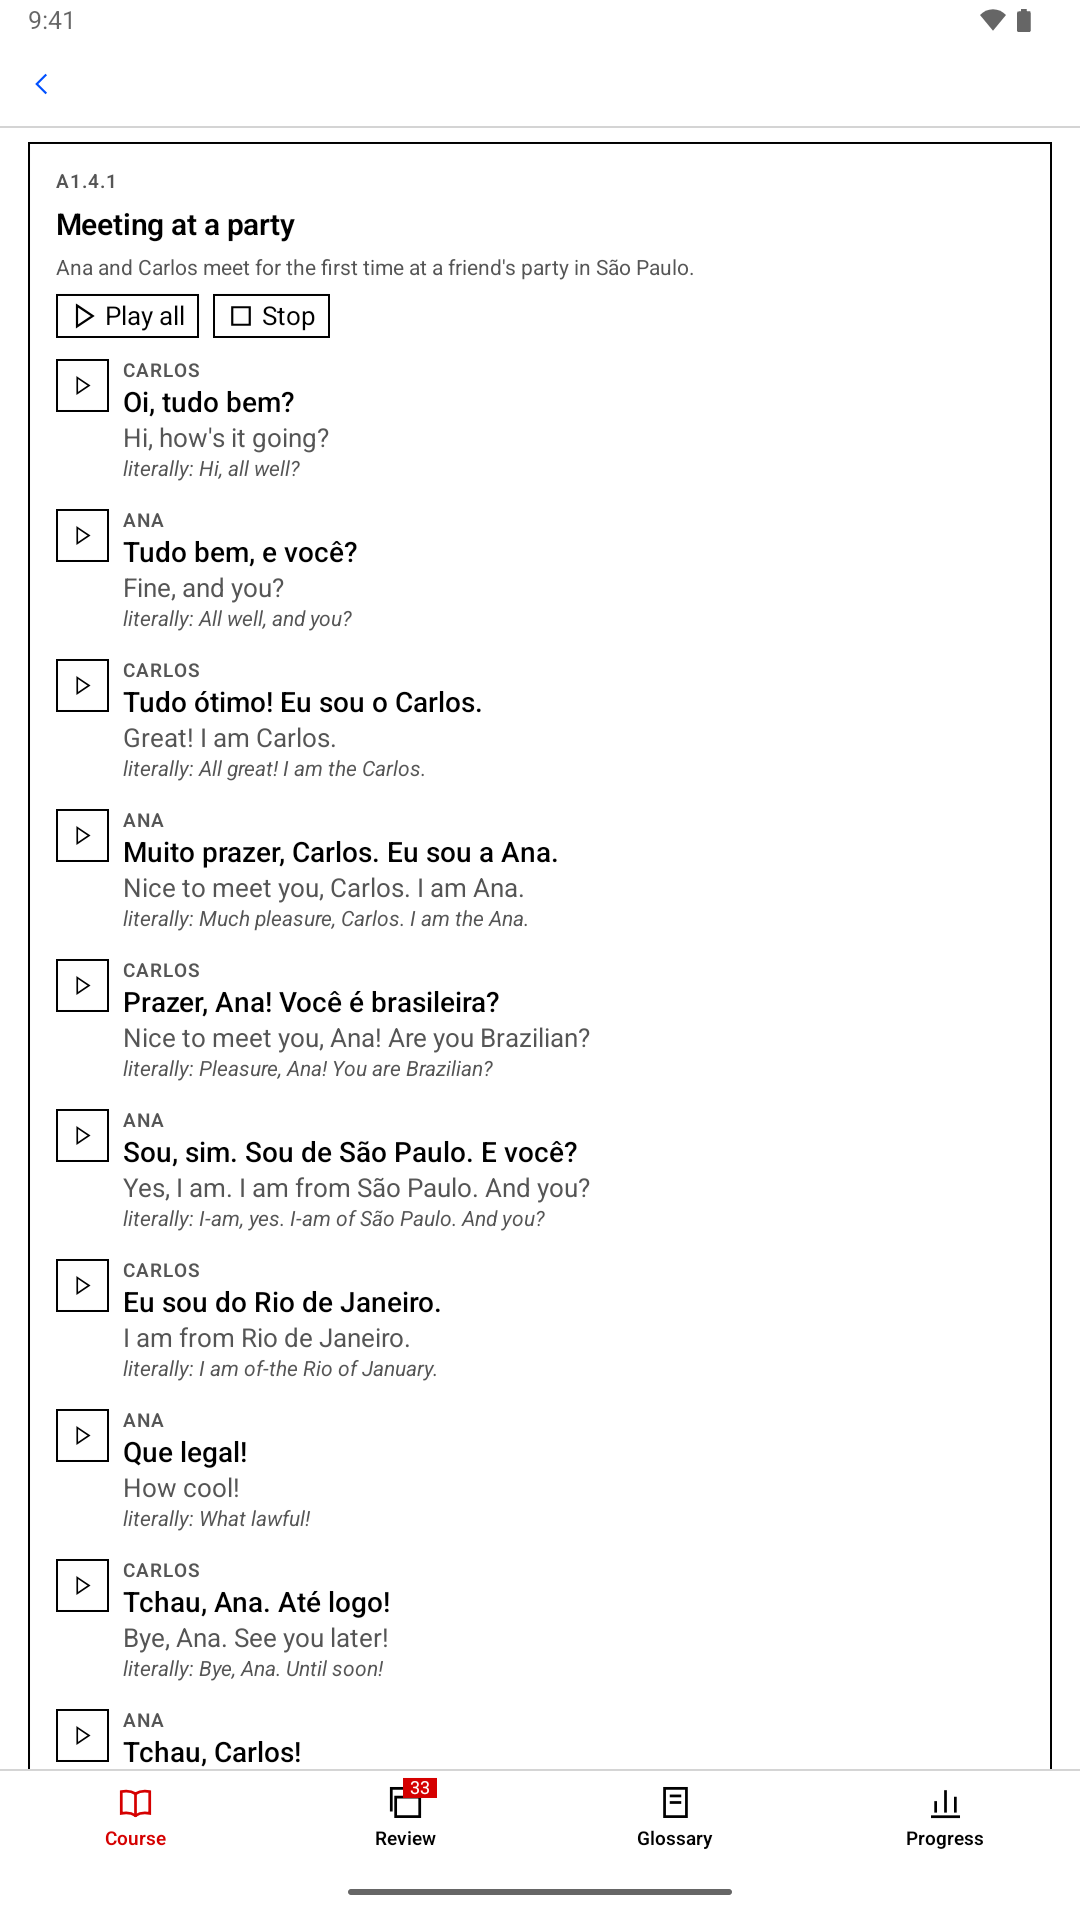 9:41
A1.4.1
Meeting at a party
Ana and Carlos meet for the first time at a friend's party in São Paulo.
Play all
Stop
CARLOS
Oi, tudo bem?
Hi, how's it going?
literally: Hi, all well?
ANA
Tudo bem, e você?
Fine, and you?
literally: All well, and you?
CARLOS
Tudo ótimo! Eu sou o Carlos.
Great! I am Carlos.
literally: All great! I am the Carlos.
ANA
Muito prazer, Carlos. Eu sou a Ana.
Nice to meet you, Carlos. I am Ana.
literally: Much pleasure, Carlos. I am the Ana.
CARLOS
Prazer, Ana! Você é brasileira?
Nice to meet you, Ana! Are you Brazilian?
literally: Pleasure, Ana! You are Brazilian?
ANA
Sou, sim. Sou de São Paulo. E você?
Yes, I am. I am from São Paulo. And you?
literally: I-am, yes. I-am of São Paulo. And you?
CARLOS
Eu sou do Rio de Janeiro.
I am from Rio de Janeiro.
literally: I am of-the Rio of January.
ANA
Que legal!
How cool!
literally: What lawful!
CARLOS
Tchau, Ana. Até logo!
Bye, Ana. See you later!
literally: Bye, Ana. Until soon!
ANA
Tchau, Carlos!
33
Course
Review
Glossary
Progress